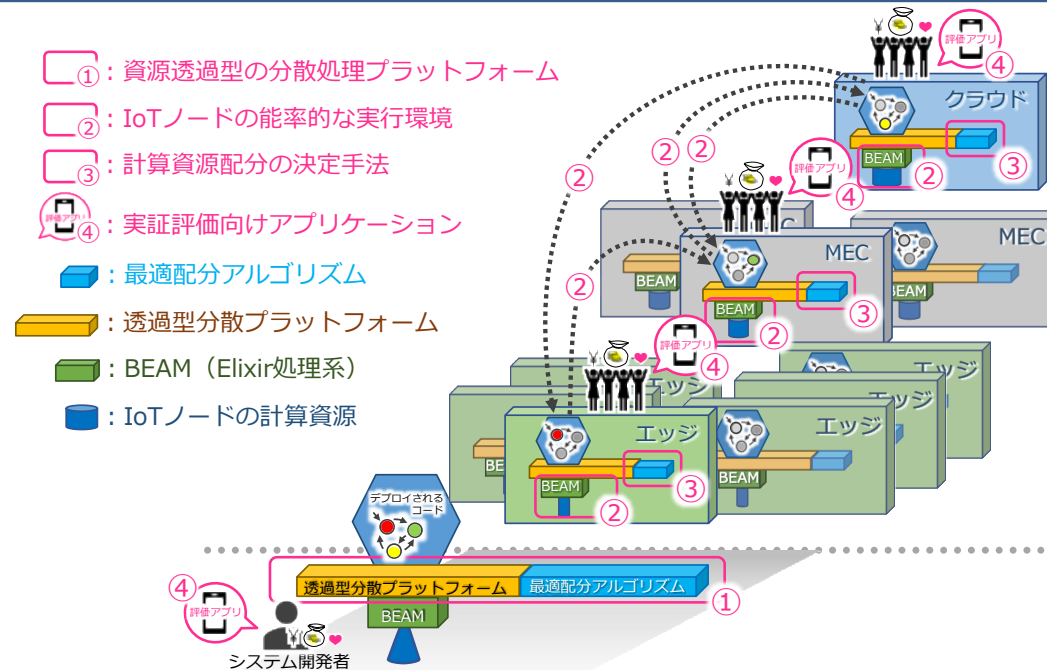 ①：資源透過型の分散処理プラットフォーム
②：IoTノードの能率的な実行環境
③：計算資源配分の決定手法
評価アプリ ④：実証評価向けアプリケーション
：最適配分アルゴリズム
：透過型分散プラットフォーム
：BEAM（Elixir処理系）
：IoTノードの計算資源
¥
評価アプリ
④
クラウド
BEAM
②
③
②
②
②
②
¥
評価アプリ
④
MEC
MEC
MEC
BEAM
BEAM
BEAM
②
③
¥
評価アプリ
④
エッジ
エッジ
エッジ
エッジ
エッジ
BE
BEAM
BEAM
②
③
デプロイされる
コード
透過型分散プラットフォーム
最適配分アルゴリズム
①
BEAM
④
評価アプリ
¥
システム開発者